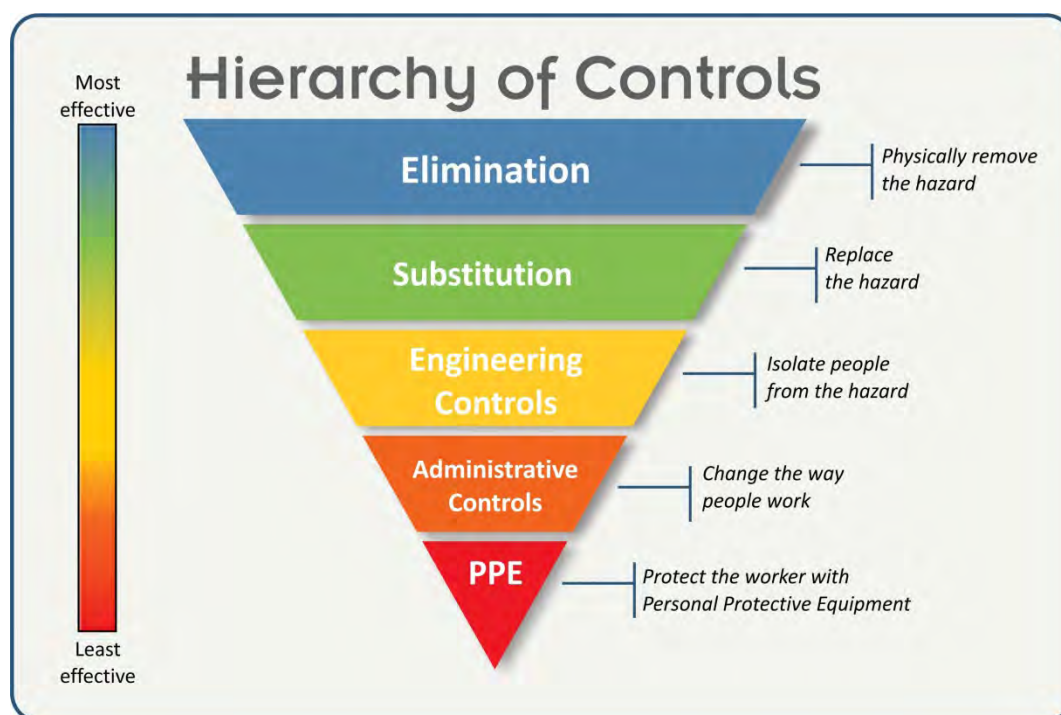 Hierarchy of Controls
Most
effective
Elimination
Physically remove
the hazard
Substitution
Replace
the hazard
Engineering
Controls
Isolate people
from the hazard
Administrative
Controls
Change the way
people work
PPE
Protect the worker with
Personal Protective Equipment
Least
effective